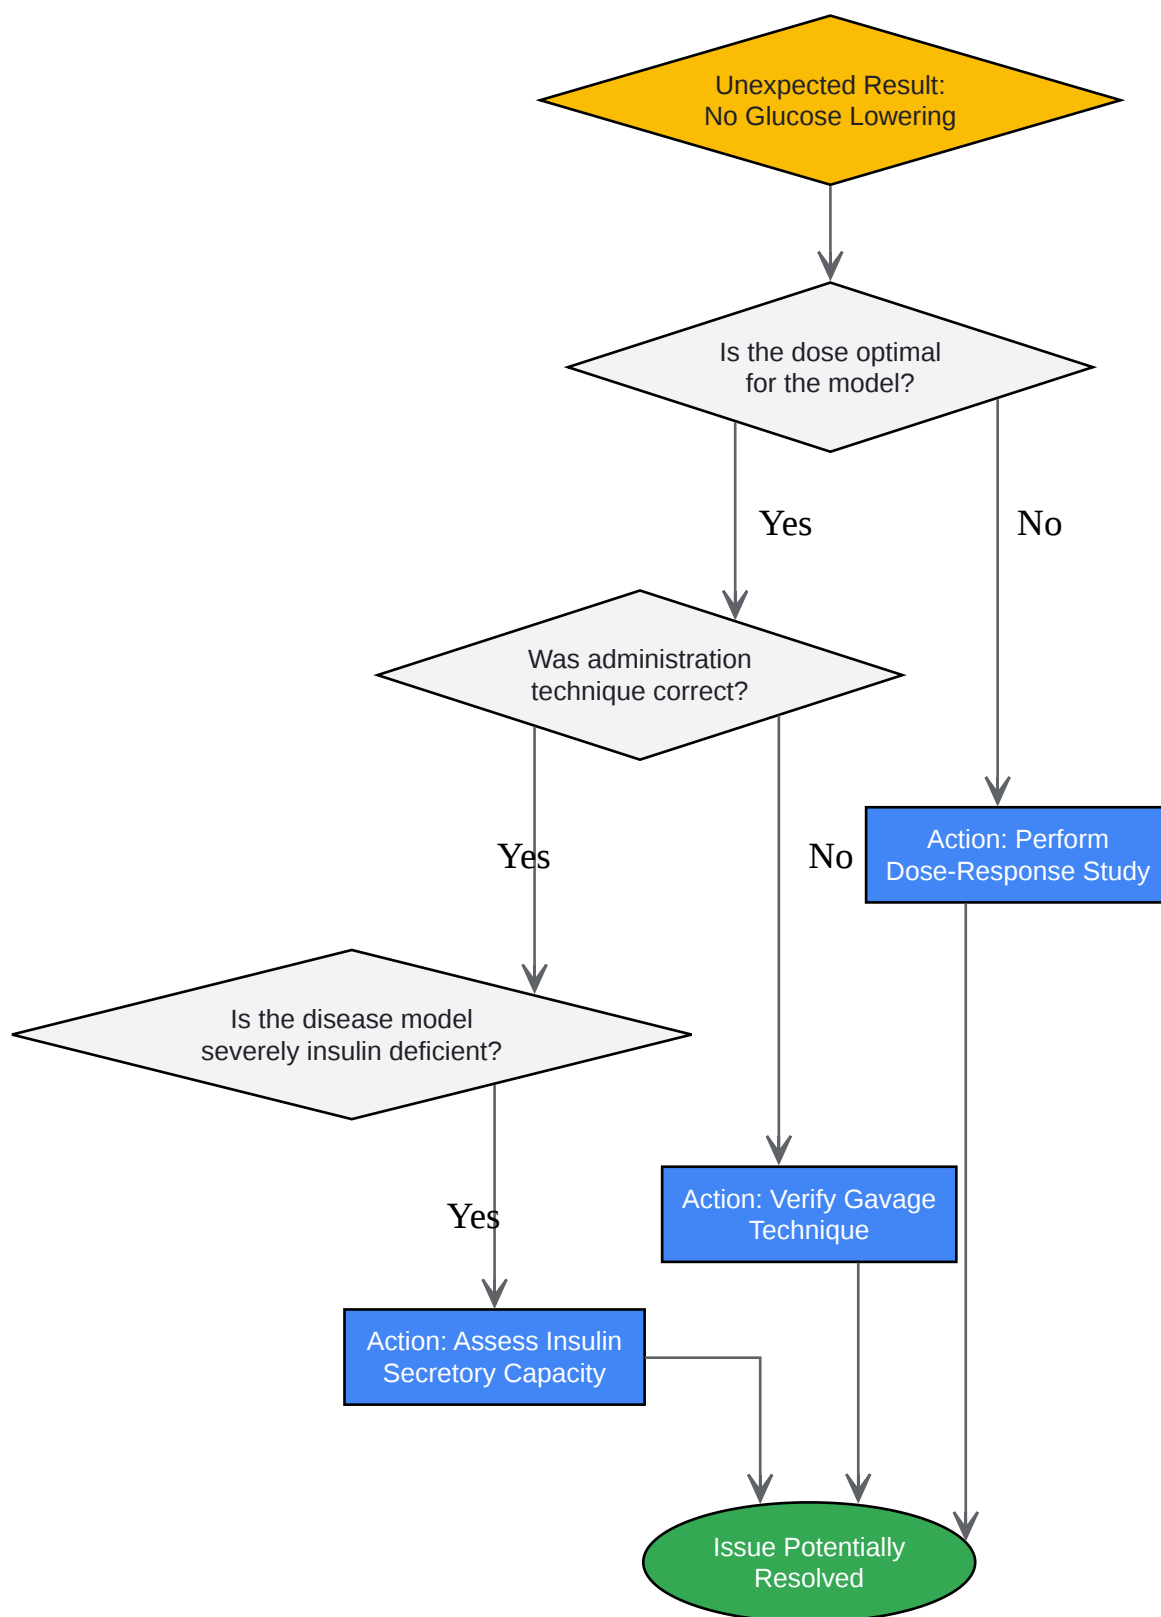 Unexpected Result:
No Glucose Lowering
Is the dose optimal
for the model?
Yes
No
Was administration
technique correct?
Yes
No
Action: Perform
Dose-Response Study
Is the disease model
severely insulin deficient?
Yes
Action: Verify Gavage
Technique
Action: Assess Insulin
Secretory Capacity
Issue Potentially
Resolved